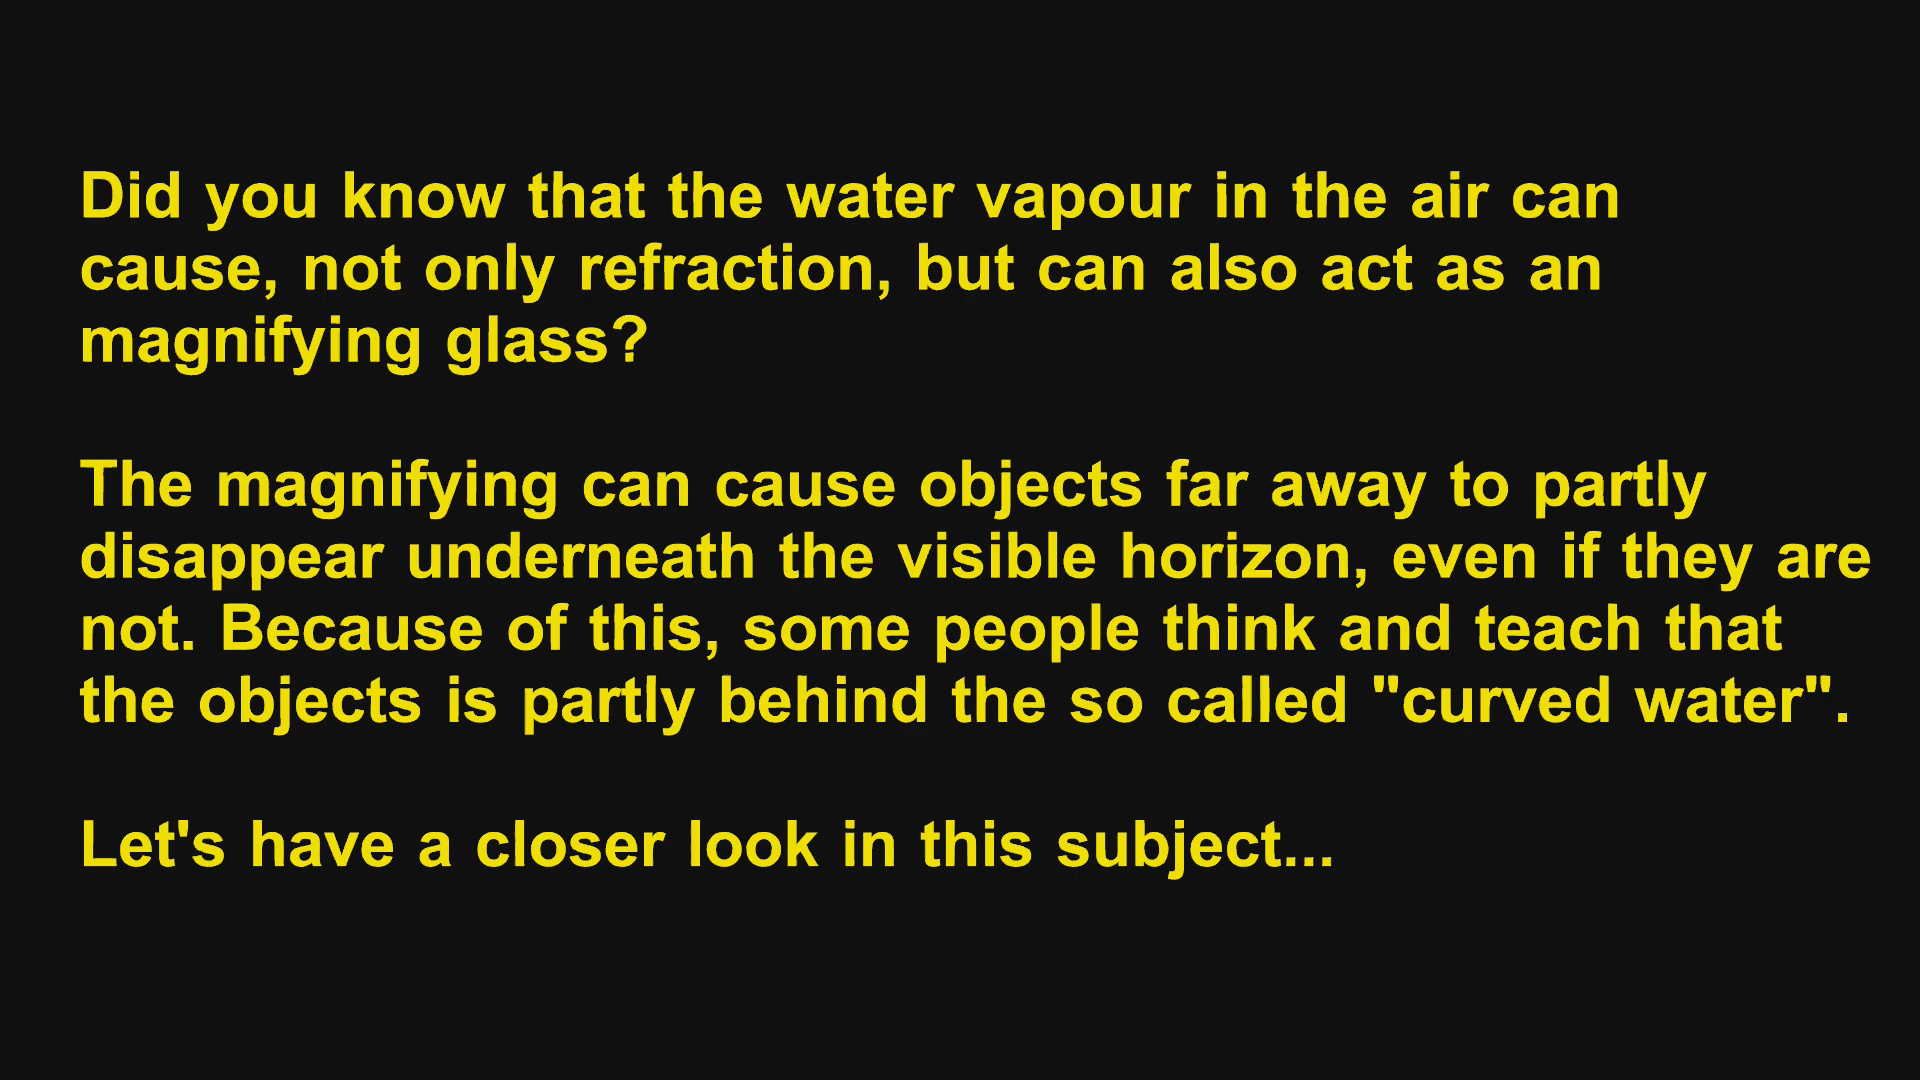 Did you know that the water vapour in the air can
cause, not only refraction, but can also act as an
magnifying glass?
The magnifying can cause objects far away to partly
disappear underneath the visible horizon, even if they are
not. Because of this, some people think and teach that
the objects is partly behind the so called "curved water".
Let's have a closer look in this subject...